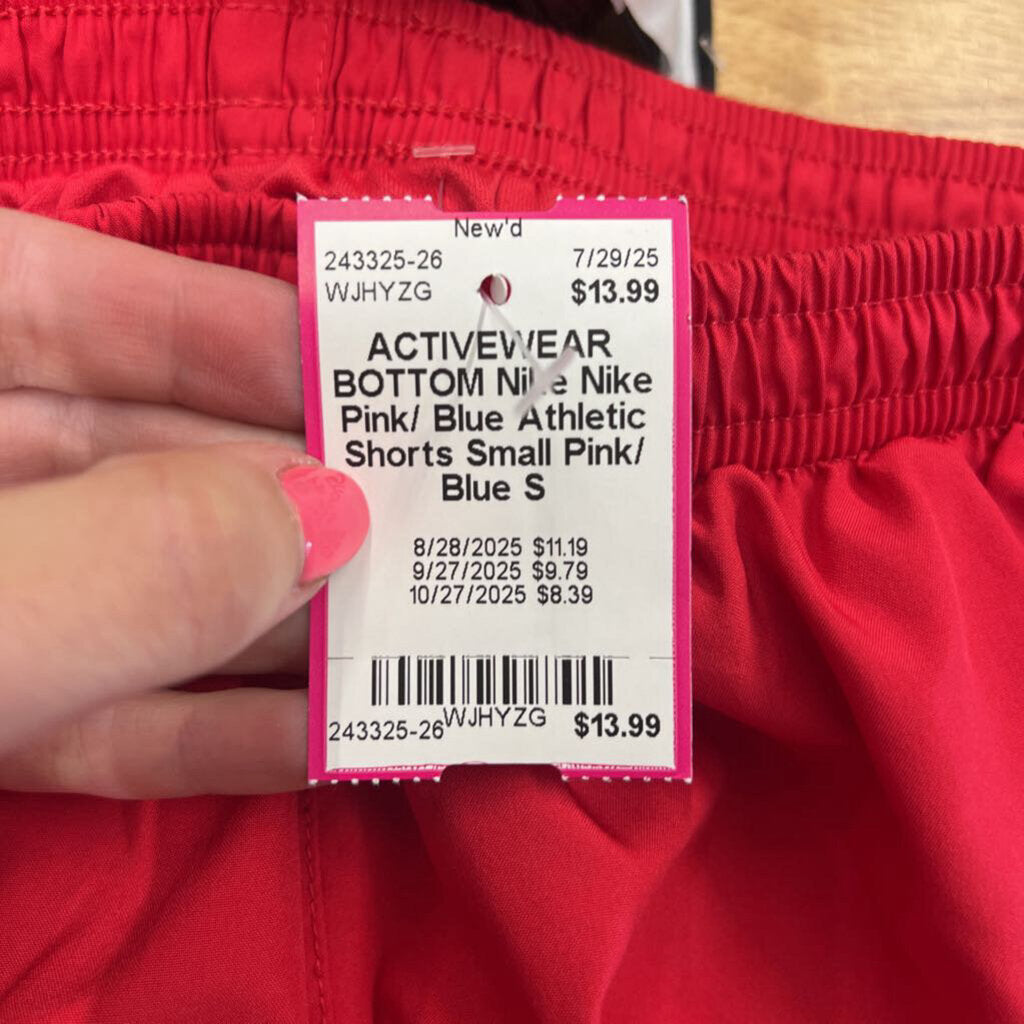 New'd
243325-26 7/29/25
WJHYZG $13.99
ACTIVEWEAR
BOTTOM Nike Nike
Pink/ Blue Athletic
Shorts Small Pink/
Blue S
8/28/2025 $11.19
9/27/2025 $9.79
10/27/2025 $8.39
243325-26 WJHYZG $13.99